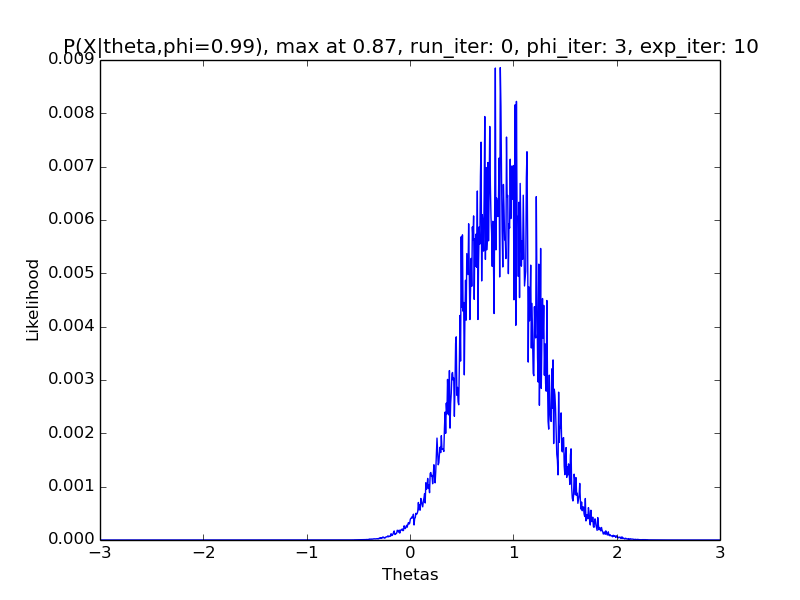 P(X|theta,phi=0.99), max at 0.87, run_iter: 0, phi_iter: 3, exp_iter: 10
0.009
0.008
0.007
0.006
0.005
0.004
0.003
0.002
0.001
0.000
Likelihood
−3 −2 −1 0 1 2 3
Thetas